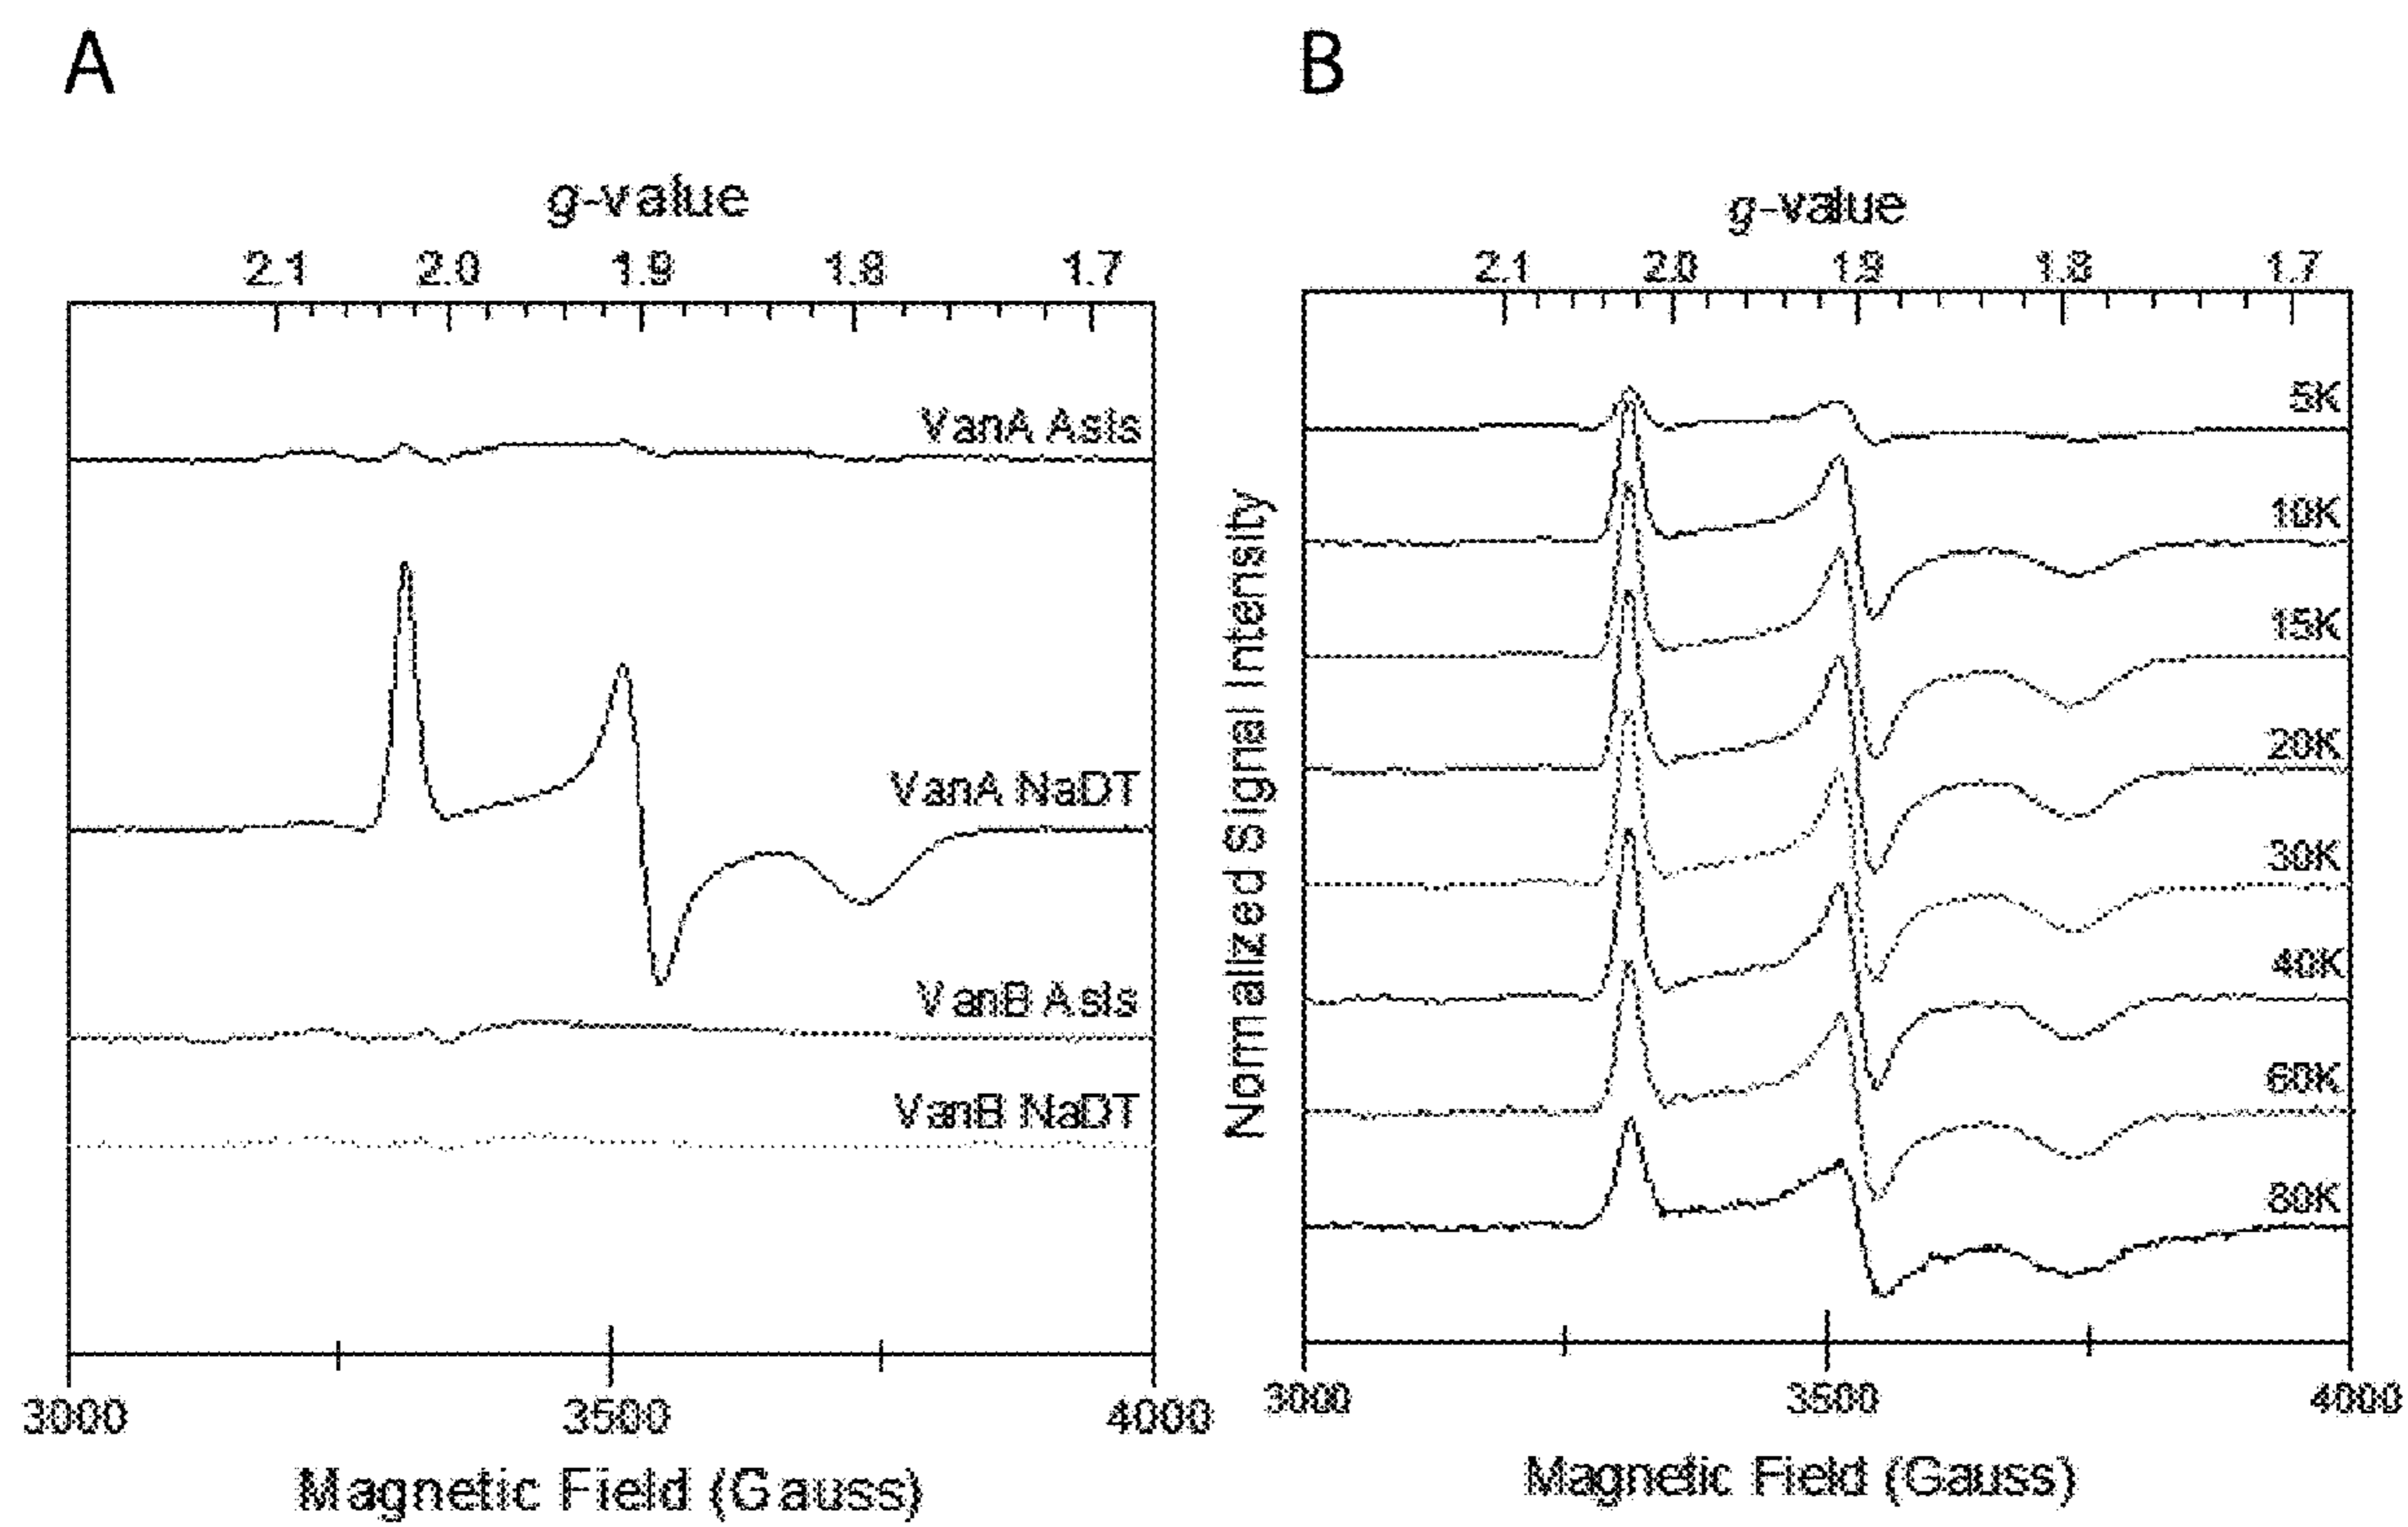 A
B
g-value
2.1 2.0 1.9 1.8 1.7
VanA AsIs
VanA NaDT
VanB AsIs
VanB NaDT
3000 3500 4000
Magnetic Field (Gauss)
g-value
2.1 2.0 1.9 1.8 1.7
Normalized Signal Intensity
5K
10K
15K
20K
30K
40K
60K
80K
3000 3500 4000
Magnetic Field (Gauss)